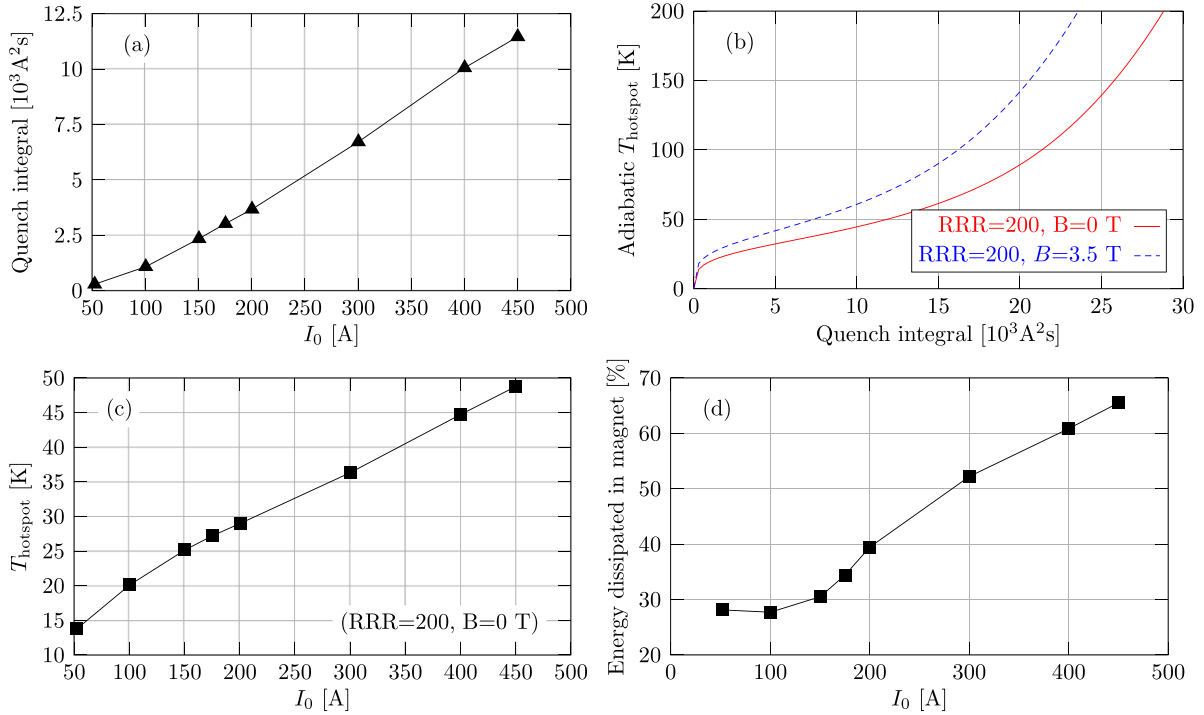 (a)
Quench integral [10³A²s]
12.5
10
7.5
5
2.5
0
50 100 150 200 250 300 350 400 450 500
I₀ [A]
(b)
Adiabatic T_hotspot [K]
200
150
100
50
0
RRR=200, B=0 T
RRR=200, B=3.5 T
0 5 10 15 20 25 30
Quench integral [10³A²s]
(c)
T_hotspot [K]
50
45
40
35
30
25
20
15
10
(RRR=200, B=0 T)
50 100 150 200 250 300 350 400 450 500
I₀ [A]
(d)
Energy dissipated in magnet [%]
70
60
50
40
30
20
0 100 200 300 400 500
I₀ [A]